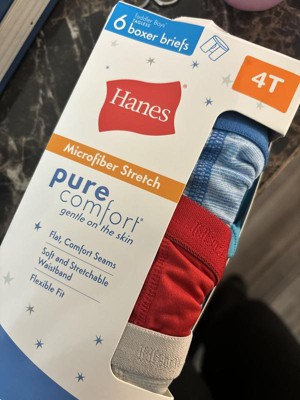 Toddler Boys'
TAGLESS
6 boxer briefs
4T
Hanes
Microfiber Stretch
pure
comfort®
gentle on the skin
Flat, Comfort Seams
Soft and Stretchable
Waistband
Flexible Fit